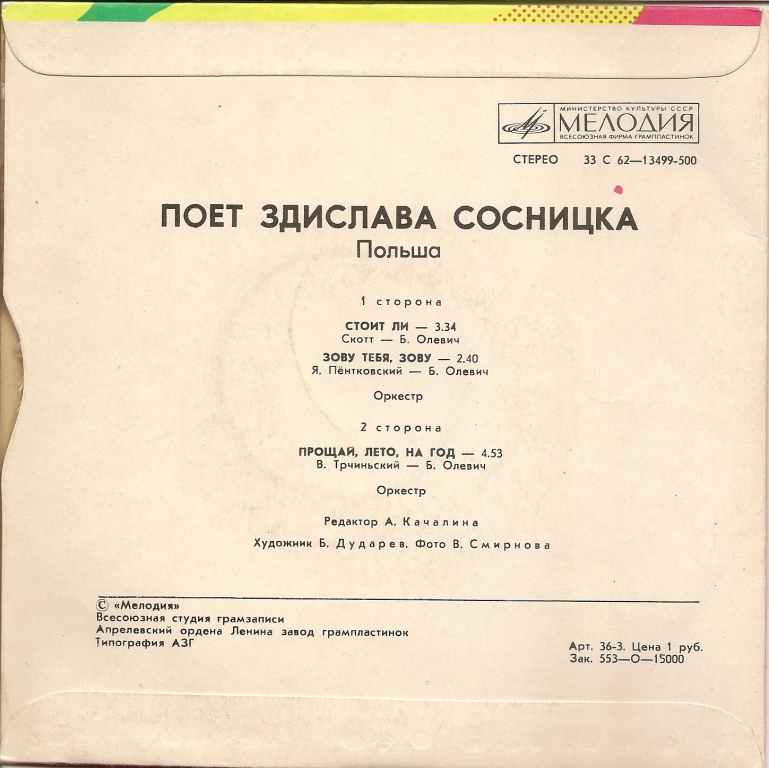 МИНИСТЕРСТВО КУЛЬТУРЫ СССР
МЕЛОДИЯ
ВСЕСОЮЗНАЯ ФИРМА ГРАМПЛАСТИНОК
СТЕРЕО 33 С 62—13499-500
ПОЕТ ЗДИСЛАВА СОСНИЦКА
Польша
1 сторона
СТОИТ ЛИ — 3.34
Скотт — Б. Олевич
ЗОВУ ТЕБЯ, ЗОВУ — 2.40
Я. Пёнтковский — Б. Олевич
Оркестр
2 сторона
ПРОЩАЙ, ЛЕТО, НА ГОД — 4.53
В. Трчиньский — Б. Олевич
Оркестр
Редактор А. Качалина
Художник Б. Дударев. Фото В. Смирнова
© «Мелодия»
Всесоюзная студия грамзаписи
Апрелевский ордена Ленина завод грампластинок
Типография АЗГ
Арт. 36-3. Цена 1 руб.
Зак. 553—О—15000